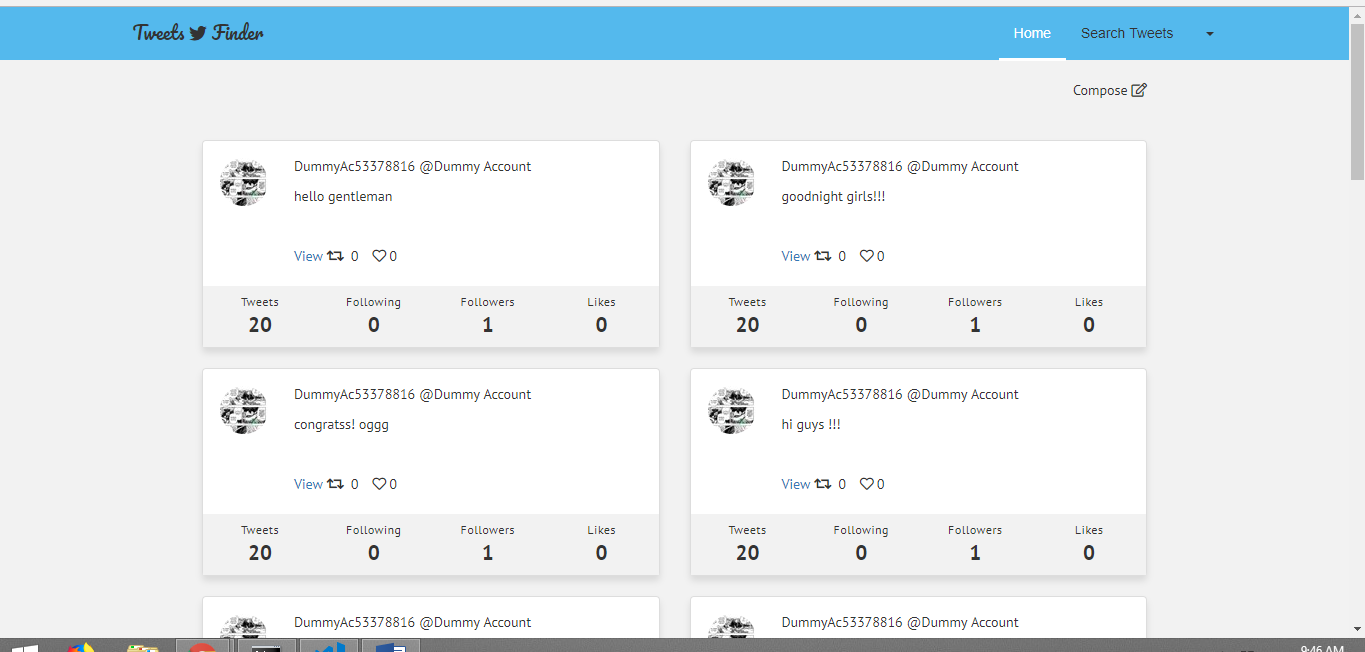 Tweets Finder
Home Search Tweets
Compose
DummyAc53378816 @Dummy Account
hello gentleman
View 0 0
Tweets Following Followers Likes
20 0 1 0
DummyAc53378816 @Dummy Account
goodnight girls!!!
View 0 0
Tweets Following Followers Likes
20 0 1 0
DummyAc53378816 @Dummy Account
congratss! oggg
View 0 0
Tweets Following Followers Likes
20 0 1 0
DummyAc53378816 @Dummy Account
hi guys !!!
View 0 0
Tweets Following Followers Likes
20 0 1 0
DummyAc53378816 @Dummy Account
DummyAc53378816 @Dummy Account
9:46 AM